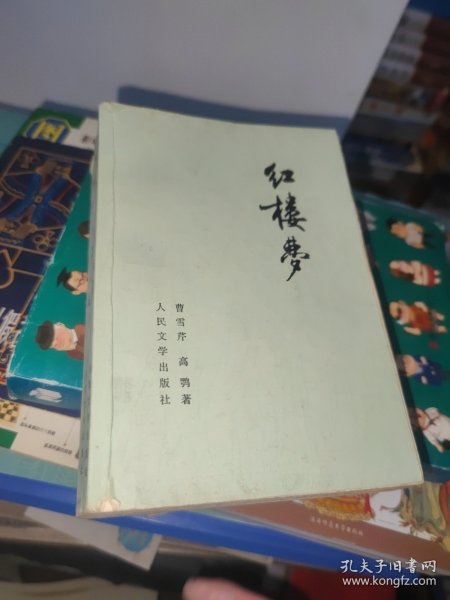 红楼梦
曹雪芹 高鹗著
人民文学出版社
孔夫子旧书网
www.kongfz.com